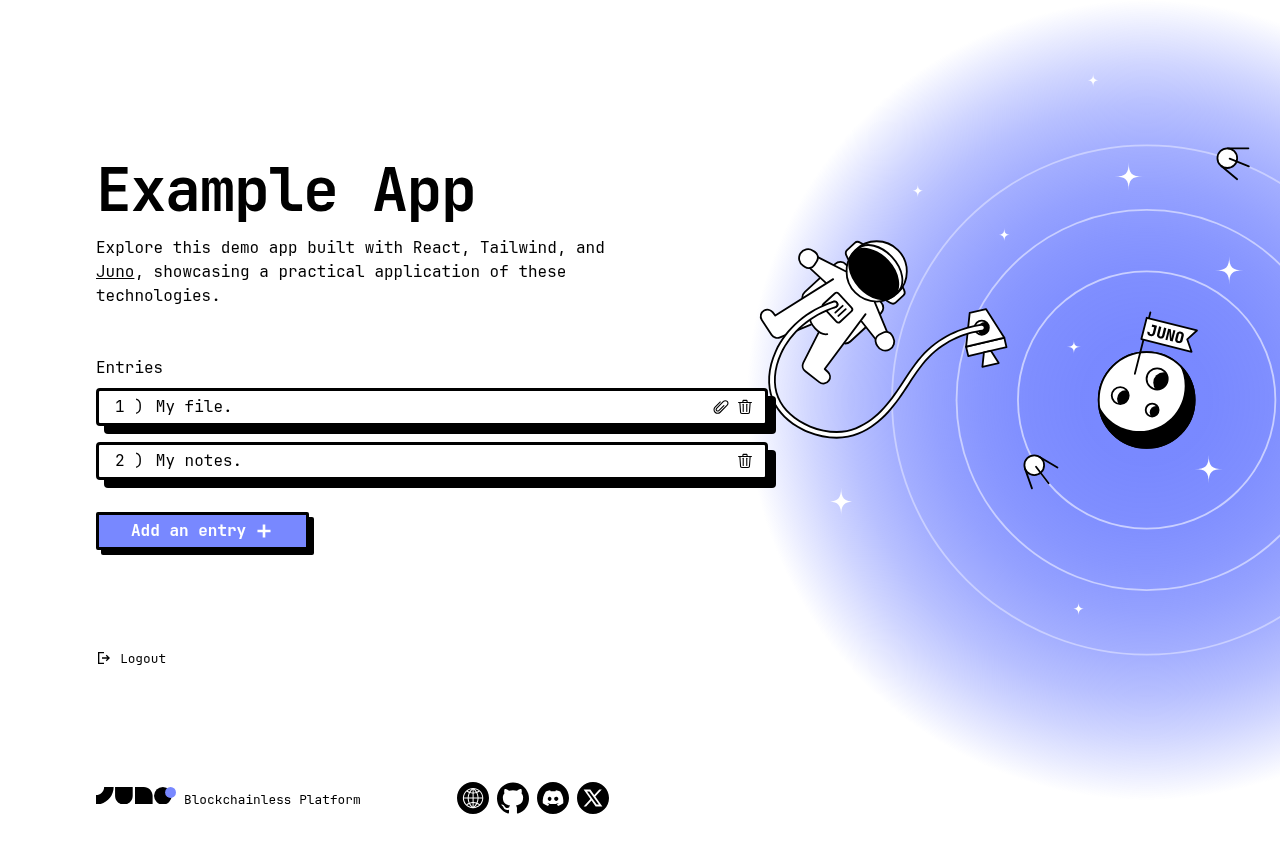 Example App
Explore this demo app built with React, Tailwind, and
Juno, showcasing a practical application of these
technologies.
Entries
1 ) My file.
2 ) My notes.
Add an entry
Logout
JUNO
JUNO Blockchainless Platform